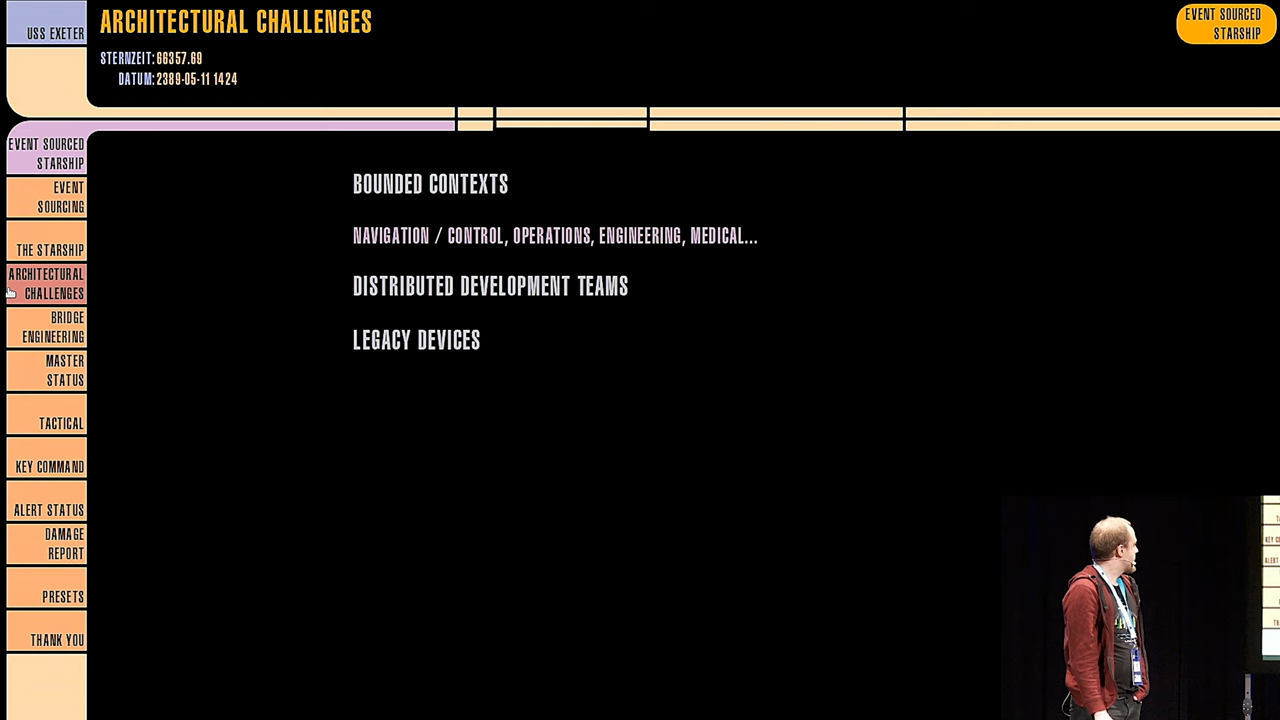 USS EXETER
ARCHITECTURAL CHALLENGES
EVENT SOURCED
STARSHIP
STERNZEIT: 66357.69
DATUM: 2389-05-11 1424
EVENT SOURCED
STARSHIP
EVENT
SOURCING
THE STARSHIP
ARCHITECTURAL
CHALLENGES
BRIDGE
ENGINEERING
MASTER
STATUS
TACTICAL
KEY COMMAND
ALERT STATUS
DAMAGE
REPORT
PRESETS
THANK YOU
BOUNDED CONTEXTS
NAVIGATION / CONTROL, OPERATIONS, ENGINEERING, MEDICAL...
DISTRIBUTED DEVELOPMENT TEAMS
LEGACY DEVICES